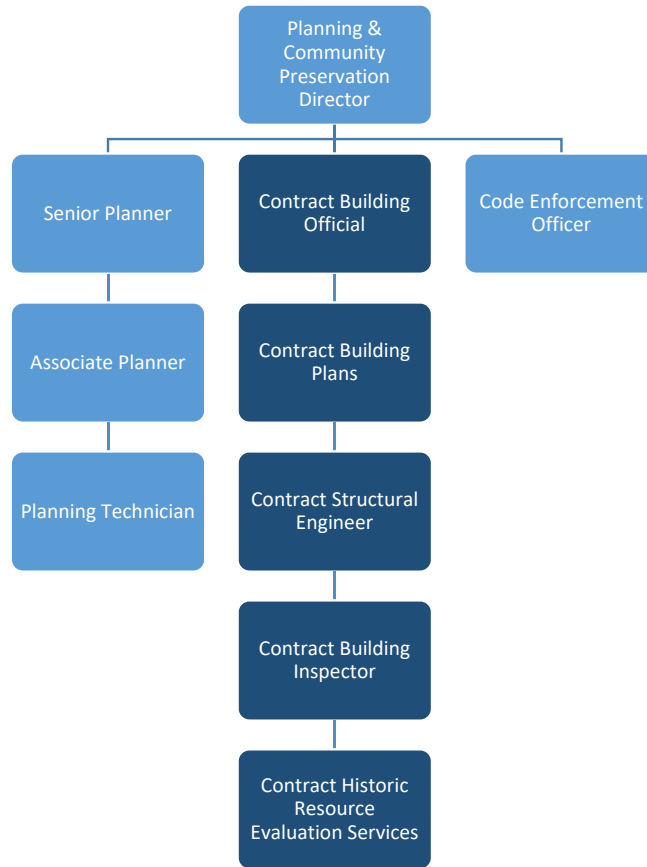 Planning &
Community
Preservation
Director
Senior Planner
Contract Building
Official
Code Enforcement
Officer
Associate Planner
Contract Building
Plans
Planning Technician
Contract Structural
Engineer
Contract Building
Inspector
Contract Historic
Resource
Evaluation Services